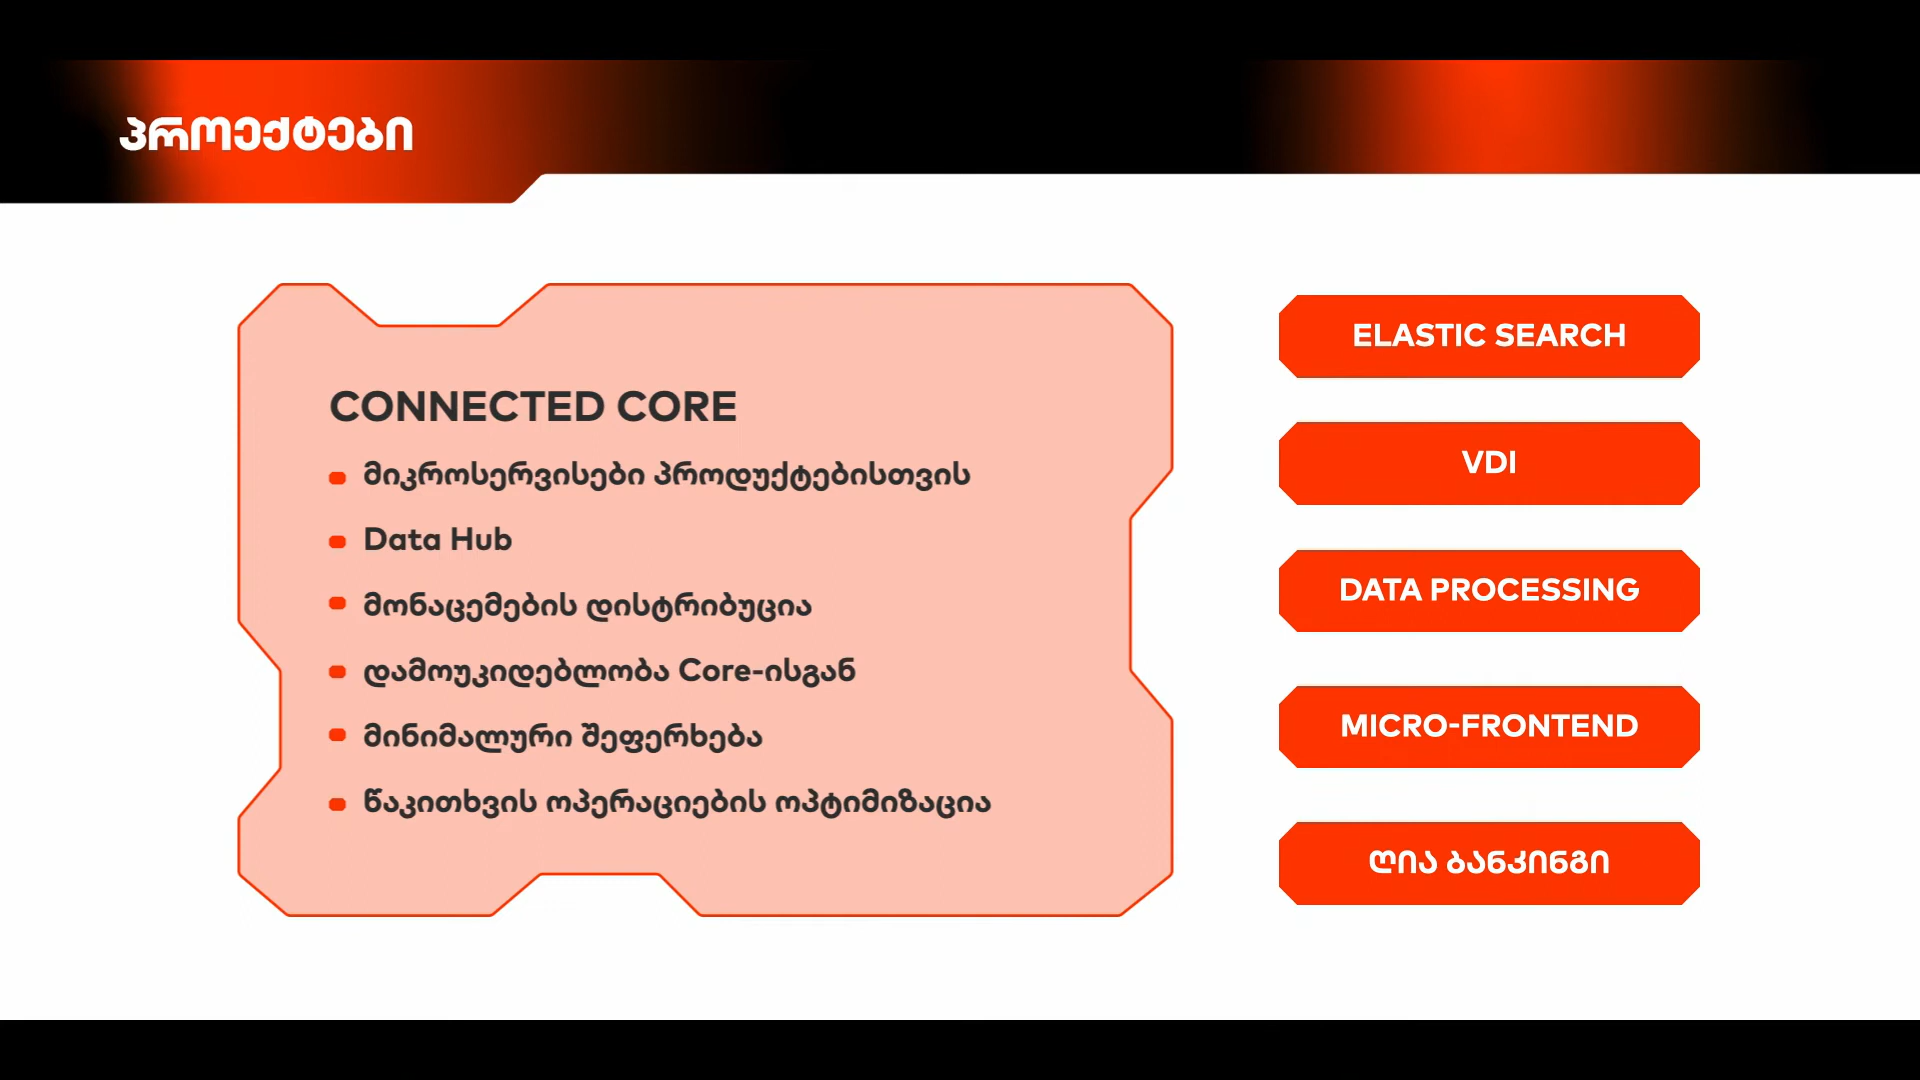 პროექტები
CONNECTED CORE
მიკროსერვისები პროდუქტებისთვის
Data Hub
მონაცემების დისტრიბუცია
დამოუკიდებლობა Core-ისგან
მინიმალური შეფერხება
წაკითხვის ოპერაციების ოპტიმიზაცია
ELASTIC SEARCH
VDI
DATA PROCESSING
MICRO-FRONTEND
ღია ბანკინგი